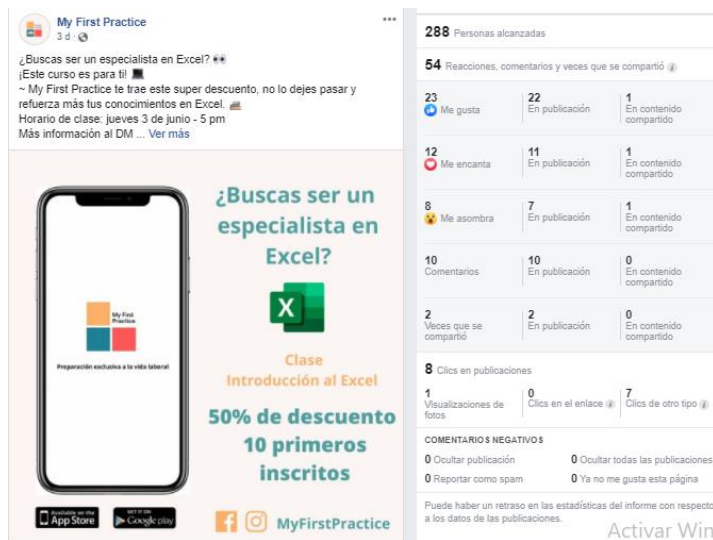 My First Practice
3 d ·
¿Buscas ser un especialista en Excel?
¡Este curso es para ti!
~ My First Practice te trae este super descuento, no lo dejes pasar y
refuerza más tus conocimientos en Excel.
Horario de clase: jueves 3 de junio - 5 pm
Más información al DM ... Ver más
My First
Practice
Preparación exclusiva a la vida laboral
¿Buscas ser un
especialista en
Excel?
X
Clase
Introducción al Excel
50% de descuento
10 primeros
inscritos
Available on the
App Store
GET IT ON
Google play
MyFirstPractice
288 Personas alcanzadas
54 Reacciones, comentarios y veces que se compartió
23 22 1
Me gusta En publicación En contenido
compartido
12 11 1
Me encanta En publicación En contenido
compartido
8 7 1
Me asombra En publicación En contenido
compartido
10 10 0
Comentarios En publicación En contenido
compartido
2 2 0
Veces que se En publicación En contenido
compartió compartido
8 Clics en publicaciones
1 0 7
Visualizaciones de Clics en el enlace Clics de otro tipo
fotos
COMENTARIOS NEGATIVOS
0 Ocultar publicación 0 Ocultar todas las publicaciones
0 Reportar como spam 0 Ya no me gusta esta página
Puede haber un retraso en las estadísticas del informe con respecto
a los datos de las publicaciones.
Activar Win